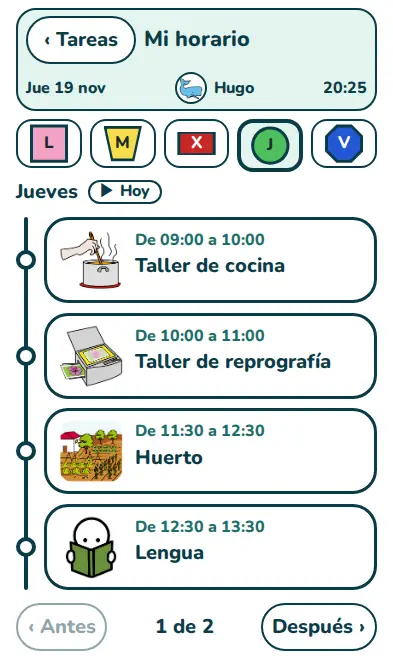 ‹ Tareas Mi horario
Jue 19 nov Hugo 20:25
L M X J V
Jueves ▶ Hoy
De 09:00 a 10:00
Taller de cocina
De 10:00 a 11:00
Taller de reprografía
De 11:30 a 12:30
Huerto
De 12:30 a 13:30
Lengua
‹ Antes 1 de 2 Después ›